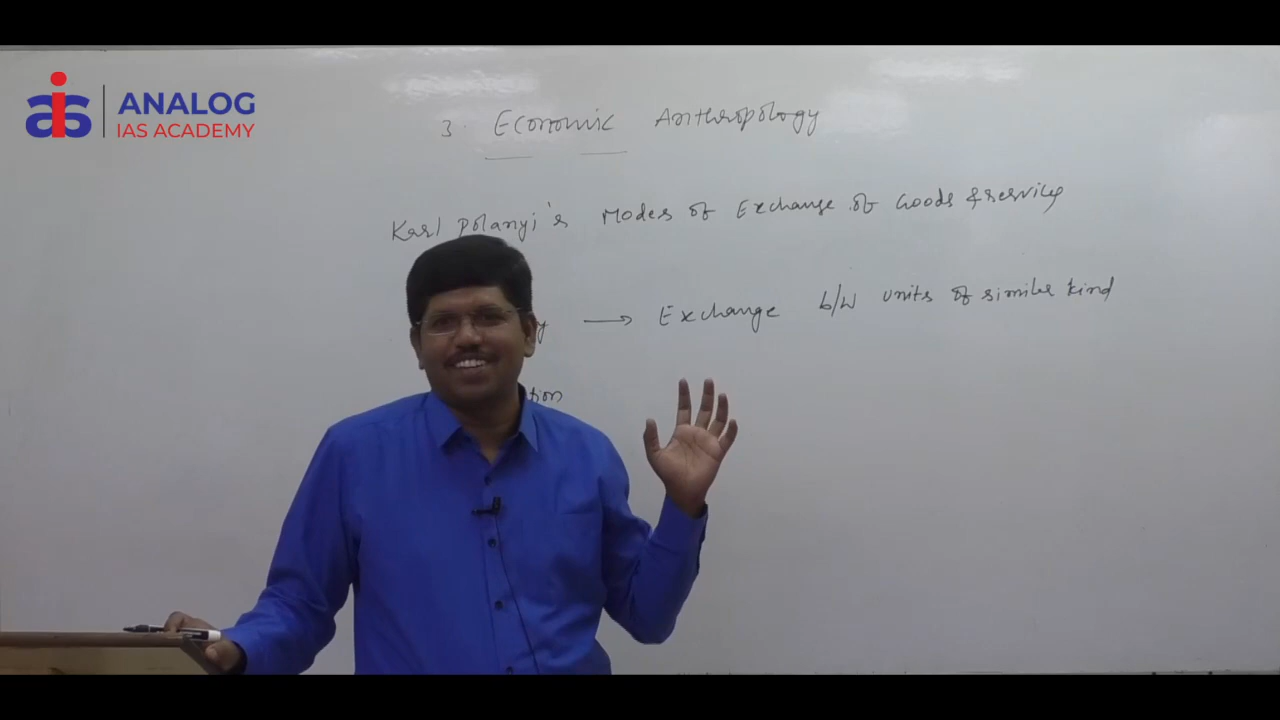 ANALOG
IAS ACADEMY
3. Economic Anthropology
Karl Polanyi's Modes of Exchange of Goods & services
→ Exchange b/w units of similar kind